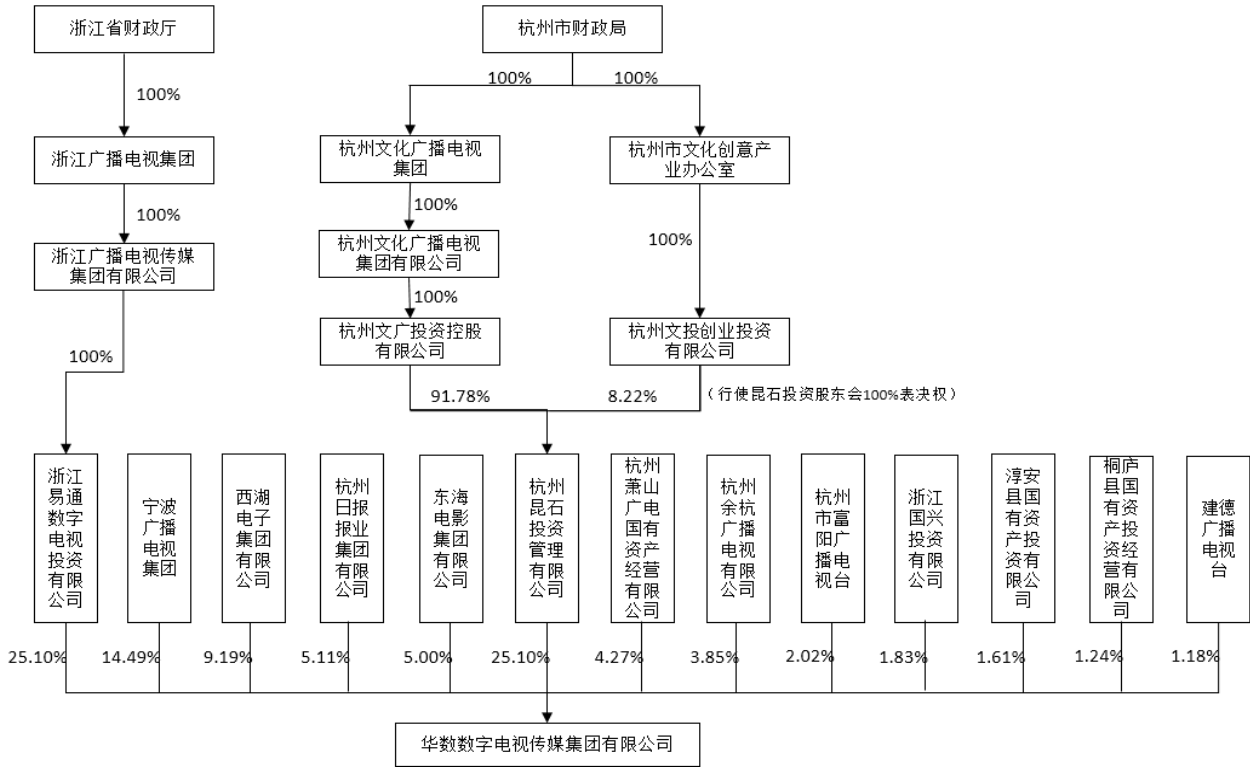 浙江省财政厅
杭州市财政局
100%
100%
100%
浙江广播电视集团
杭州文化广播电视
集团
杭州市文化创意产
业办公室
100%
100%
100%
浙江广播电视传媒
集团有限公司
杭州文化广播电视
集团有限公司
100%
杭州文广投资控股
有限公司
杭州文投创业投资
有限公司
100%
91.78%
8.22%
（行使昆石投资股东会100%表决权）
浙江
易通
数字
电视
投资
有限
公司
宁波
广播
电视
集团
西湖
电子
集团
有限
公司
杭州
日报
报业
集团
有限
公司
东海
电影
集团
有限
公司
杭州
昆石
投资
管理
有限
公司
杭州
萧山
广电
国有
资产
经营
有限
公司
杭州
余杭
广播
电视
有限
公司
杭州
市富
阳广
播电
视台
浙江
国兴
投资
有限
公司
淳安
县国
有资
产投
资有
限公
司
桐庐
县国
有资
产投
资经
营有
限公
司
建德
广播
电视
台
25.10%
14.49%
9.19%
5.11%
5.00%
25.10%
4.27%
3.85%
2.02%
1.83%
1.61%
1.24%
1.18%
华数数字电视传媒集团有限公司